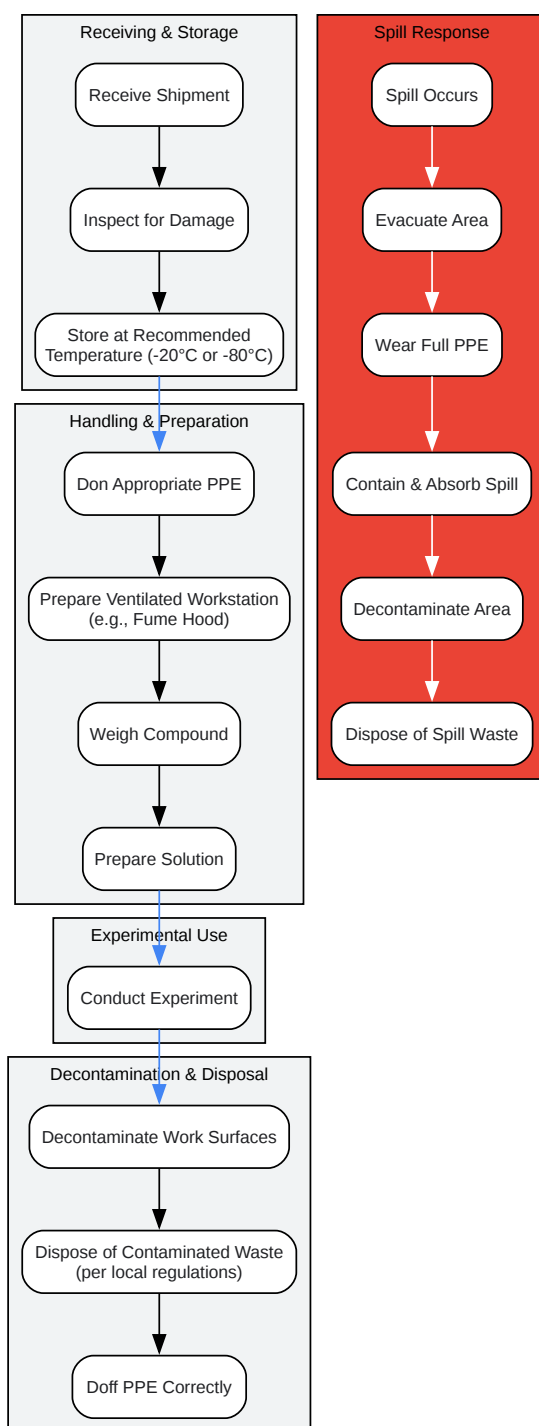 Receiving & Storage
Receive Shipment
Inspect for Damage
Store at Recommended
Temperature (-20°C or -80°C)
Handling & Preparation
Don Appropriate PPE
Prepare Ventilated Workstation
(e.g., Fume Hood)
Weigh Compound
Prepare Solution
Experimental Use
Conduct Experiment
Decontamination & Disposal
Decontaminate Work Surfaces
Dispose of Contaminated Waste
(per local regulations)
Doff PPE Correctly
Spill Response
Spill Occurs
Evacuate Area
Wear Full PPE
Contain & Absorb Spill
Decontaminate Area
Dispose of Spill Waste